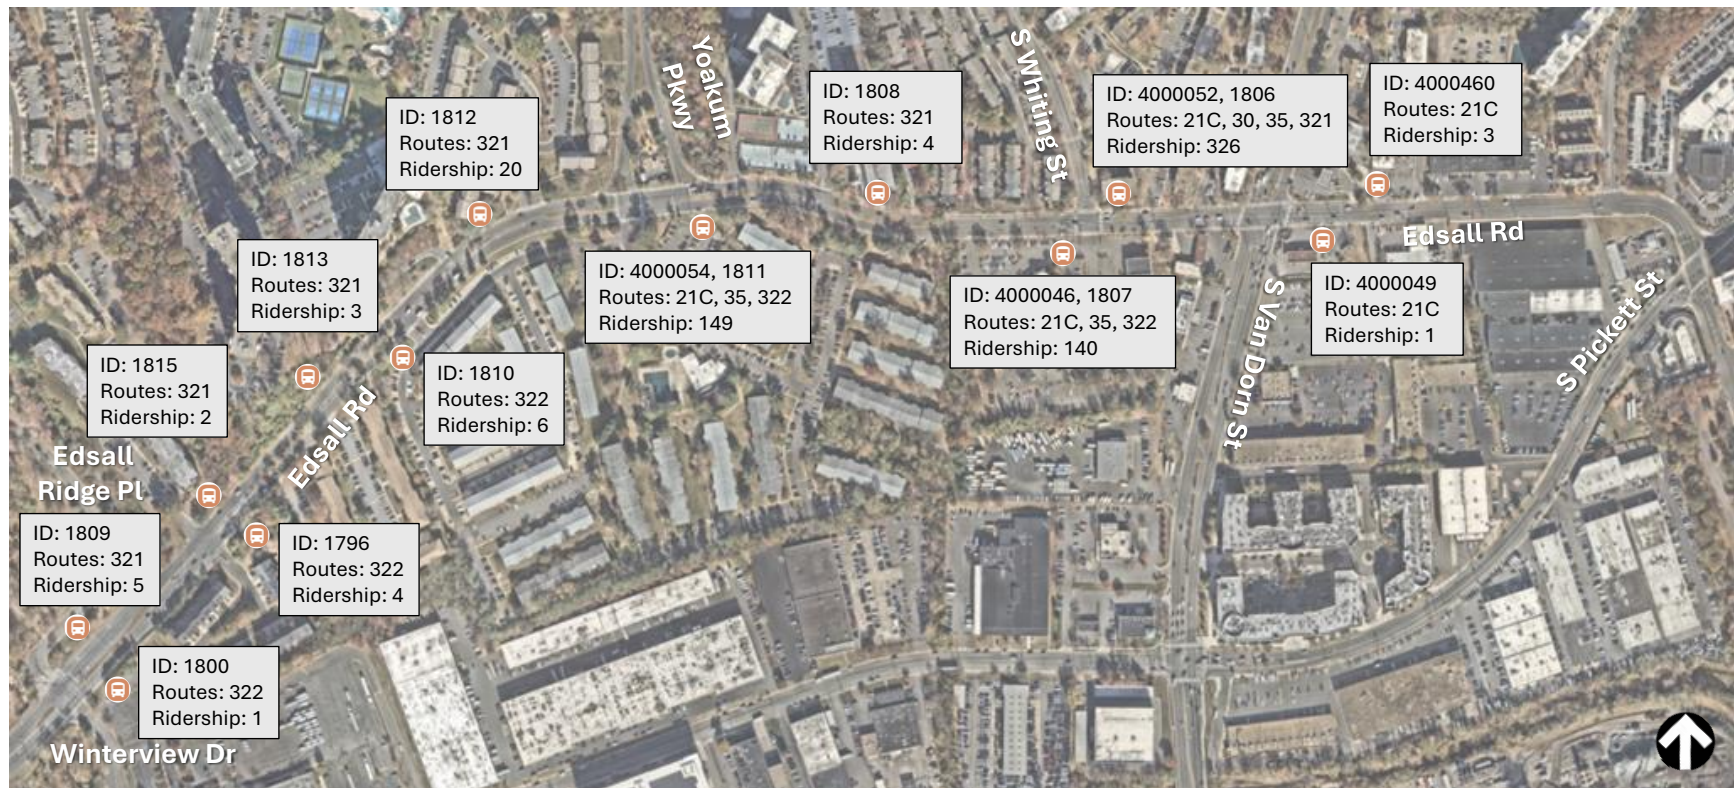 Yoakum
Pkwy
S Whiting St
ID: 1812
Routes: 321
Ridership: 20
ID: 1808
Routes: 321
Ridership: 4
ID: 4000052, 1806
Routes: 21C, 30, 35, 321
Ridership: 326
ID: 4000460
Routes: 21C
Ridership: 3
Edsall Rd
ID: 1813
Routes: 321
Ridership: 3
ID: 4000054, 1811
Routes: 21C, 35, 322
Ridership: 149
ID: 4000046, 1807
Routes: 21C, 35, 322
Ridership: 140
S Van Dorn St
ID: 4000049
Routes: 21C
Ridership: 1
S Pickett St
ID: 1815
Routes: 321
Ridership: 2
Edsall Rd
ID: 1810
Routes: 322
Ridership: 6
Edsall
Ridge Pl
ID: 1809
Routes: 321
Ridership: 5
ID: 1796
Routes: 322
Ridership: 4
ID: 1800
Routes: 322
Ridership: 1
Winterview Dr